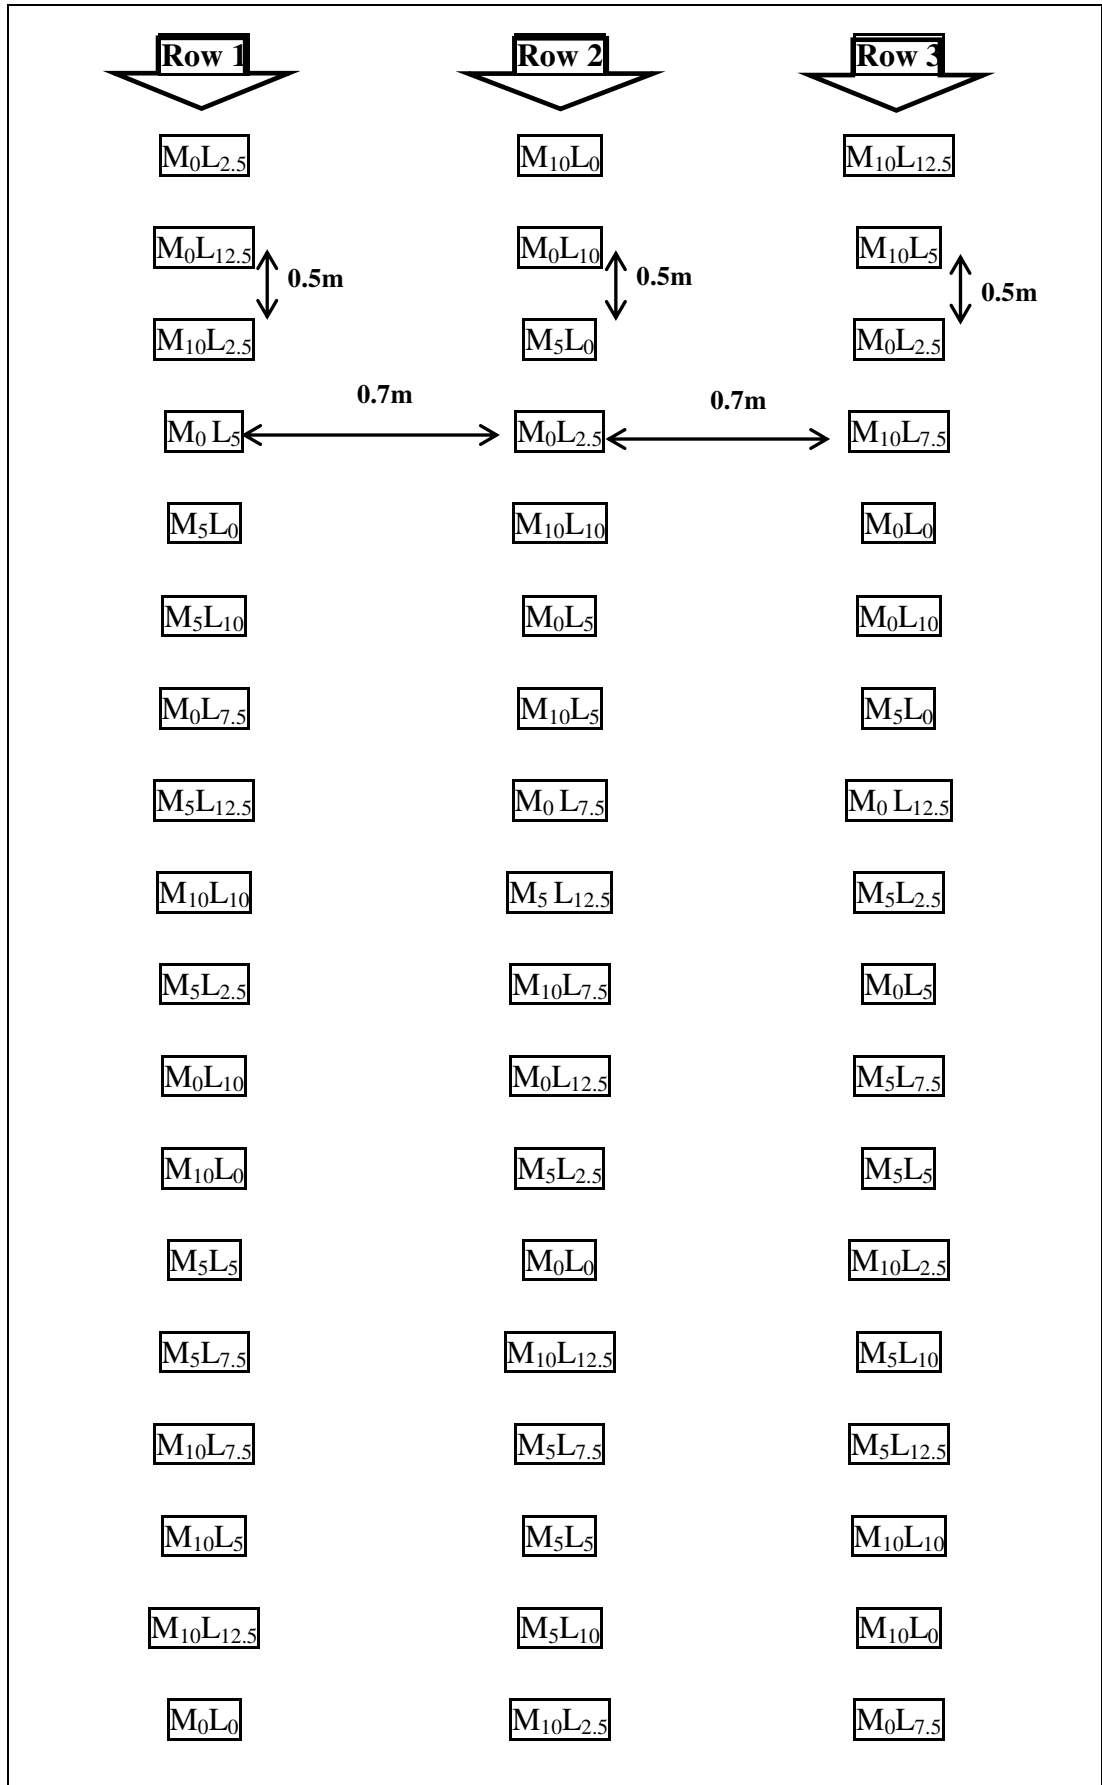 Row 1 Row 2 Row 3
M₀L₂.₅ M₁₀L₀ M₁₀L₁₂.₅
M₀L₁₂.₅ M₀L₁₀ M₁₀L₅
0.5m 0.5m 0.5m
M₁₀L₂.₅ M₅L₀ M₀L₂.₅
0.7m 0.7m
M₀ L₅ M₀L₂.₅ M₁₀L₇.₅
M₅L₀ M₁₀L₁₀ M₀L₀
M₅L₁₀ M₀L₅ M₀L₁₀
M₀L₇.₅ M₁₀L₅ M₅L₀
M₅L₁₂.₅ M₀ L₇.₅ M₀ L₁₂.₅
M₁₀L₁₀ M₅ L₁₂.₅ M₅L₂.₅
M₅L₂.₅ M₁₀L₇.₅ M₀L₅
M₀L₁₀ M₀L₁₂.₅ M₅L₇.₅
M₁₀L₀ M₅L₂.₅ M₅L₅
M₅L₅ M₀L₀ M₁₀L₂.₅
M₅L₇.₅ M₁₀L₁₂.₅ M₅L₁₀
M₁₀L₇.₅ M₅L₇.₅ M₅L₁₂.₅
M₁₀L₅ M₅L₅ M₁₀L₁₀
M₁₀L₁₂.₅ M₅L₁₀ M₁₀L₀
M₀L₀ M₁₀L₂.₅ M₀L₇.₅